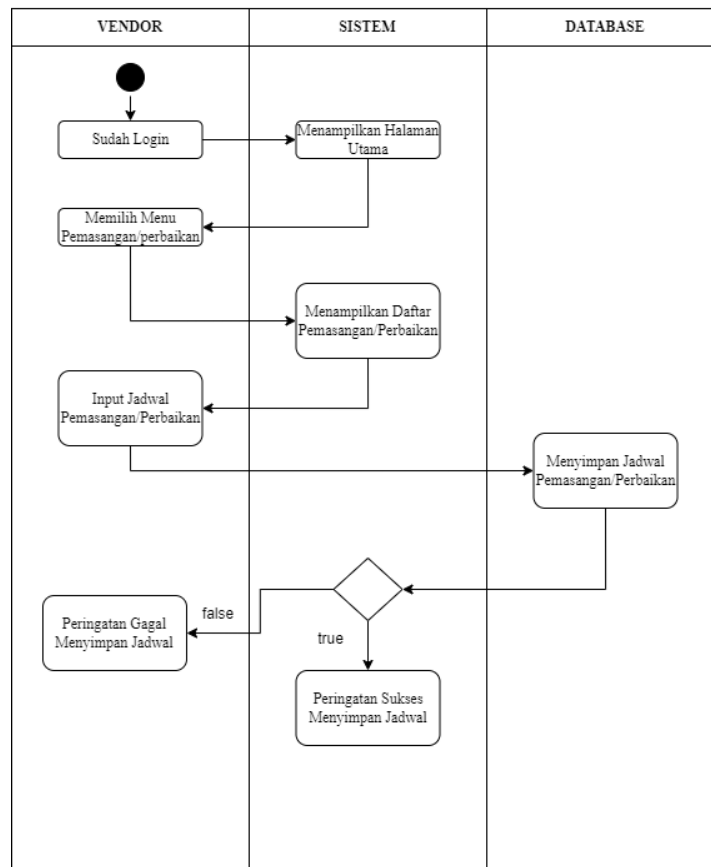 VENDOR
SISTEM
DATABASE
Sudah Login
Menampilkan Halaman
Utama
Memilih Menu
Pemasangan/perbaikan
Menampilkan Daftar
Pemasangan/Perbaikan
Input Jadwal
Pemasangan/Perbaikan
Menyimpan Jadwal
Pemasangan/Perbaikan
false
Peringatan Gagal
Menyimpan Jadwal
true
Peringatan Sukses
Menyimpan Jadwal